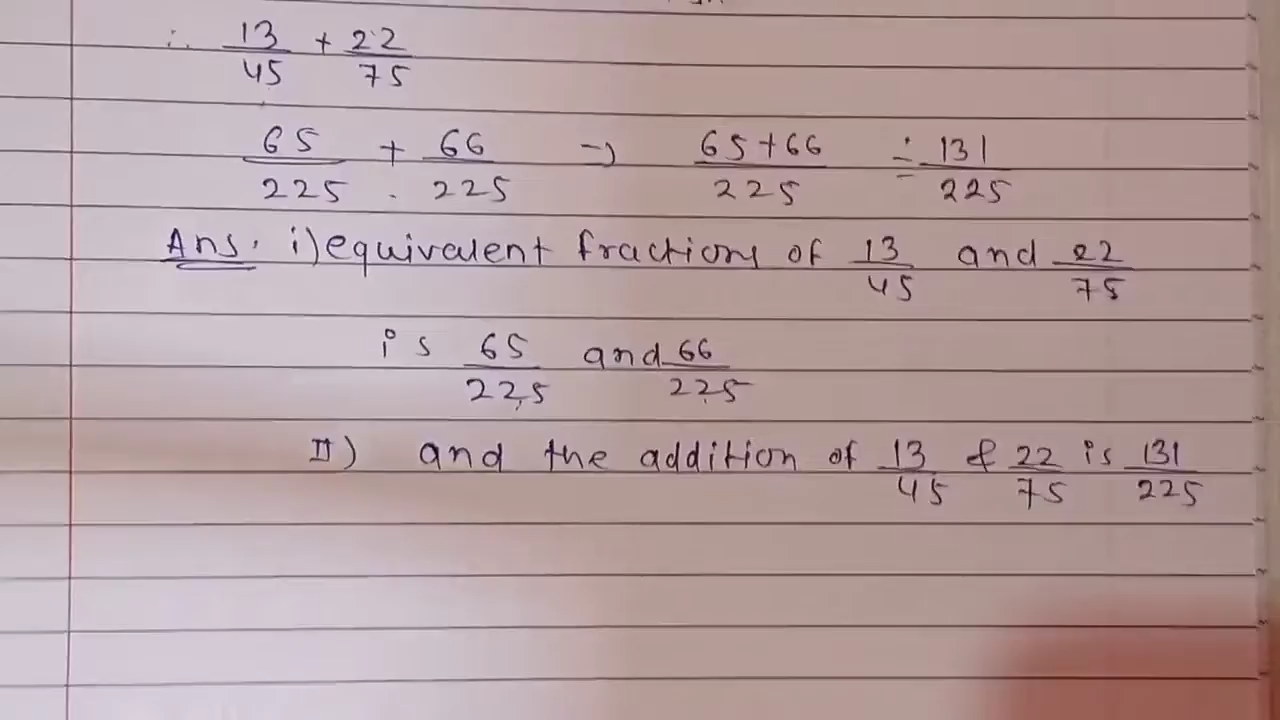 ∴ 13/45 + 22/75
65/225 + 66/225 → 65+66/225 = 131/225
Ans. i) equivalent fractions of 13/45 and 22/75
is 65/225 and 66/225
II) and the addition of 13/45 & 22/75 is 131/225